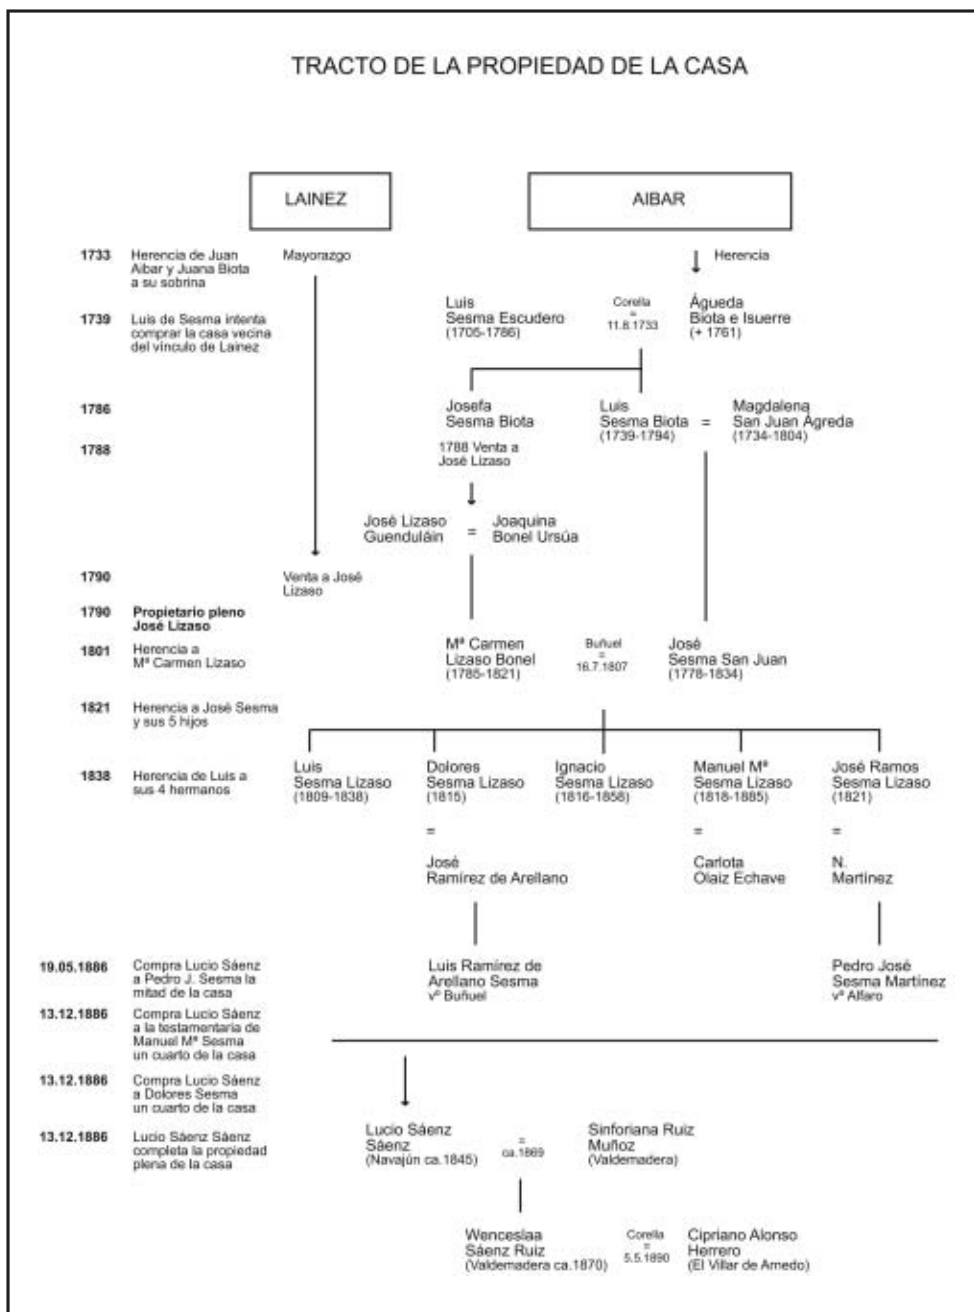 TRACTO DE LA PROPIEDAD DE LA CASA
LAINEZ
AIBAR
1733
Herencia de Juan
Aibar y Juana Biota
a su sobrina
Mayorazgo
Herencia
1739
Luis de Sesma intenta
comprar la casa vecina
del vínculo de Lainez
Luis
Sesma Escudero
(1705-1786)
Corella
=
11.8.1733
Águeda
Biota e Isuerre
(+ 1761)
1786
Josefa
Sesma Biota
Luis
Sesma Biota
(1739-1794)
=
Magdalena
San Juan Ágreda
(1734-1804)
1788
1788 Venta a
José Lizaso
José Lizaso
Guenduláin
=
Joaquina
Bonel Ursúa
1790
Venta a José
Lizaso
1790
Propietario pleno
José Lizaso
1801
Herencia a
Mª Carmen Lizaso
Mª Carmen
Lizaso Bonel
(1785-1821)
Buñuel
=
16.7.1807
José
Sesma San Juan
(1778-1834)
1821
Herencia a José Sesma
y sus 5 hijos
1838
Herencia de Luis a
sus 4 hermanos
Luis
Sesma Lizaso
(1809-1838)
Dolores
Sesma Lizaso
(1815)
Ignacio
Sesma Lizaso
(1816-1858)
Manuel Mª
Sesma Lizaso
(1818-1885)
José Ramos
Sesma Lizaso
(1821)
=
=
=
José
Ramírez de Arellano
Carlota
Olaiz Echave
N.
Martínez
19.05.1886
Compra Lucio Sáenz
a Pedro J. Sesma la
mitad de la casa
Luis Ramírez de
Arellano Sesma
vº Buñuel
Pedro José
Sesma Martínez
vº Alfaro
13.12.1886
Compra Lucio Sáenz
a la testamentaría de
Manuel Mª Sesma
un cuarto de la casa
13.12.1886
Compra Lucio Sáenz
a Dolores Sesma
un cuarto de la casa
13.12.1886
Lucio Sáenz Sáenz
completa la propiedad
plena de la casa
Lucio Sáenz
Sáenz
(Navajún ca.1845)
=
ca.1869
Sinforiana Ruiz
Muñoz
(Valdemadera)
Wenceslaa
Sáenz Ruiz
(Valdemadera ca.1870)
Corella
=
5.5.1890
Cipriano Alonso
Herrero
(El Villar de Arnedo)